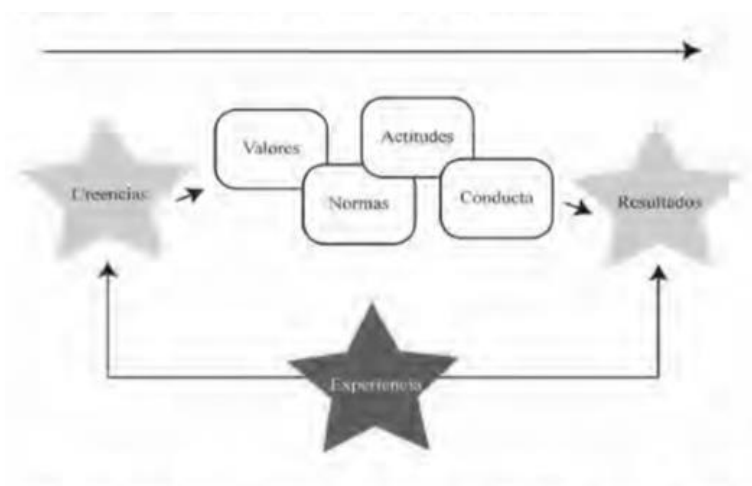 Actitudes
Valores
Creencias
Normas
Conducta
Resultados
Experiencia